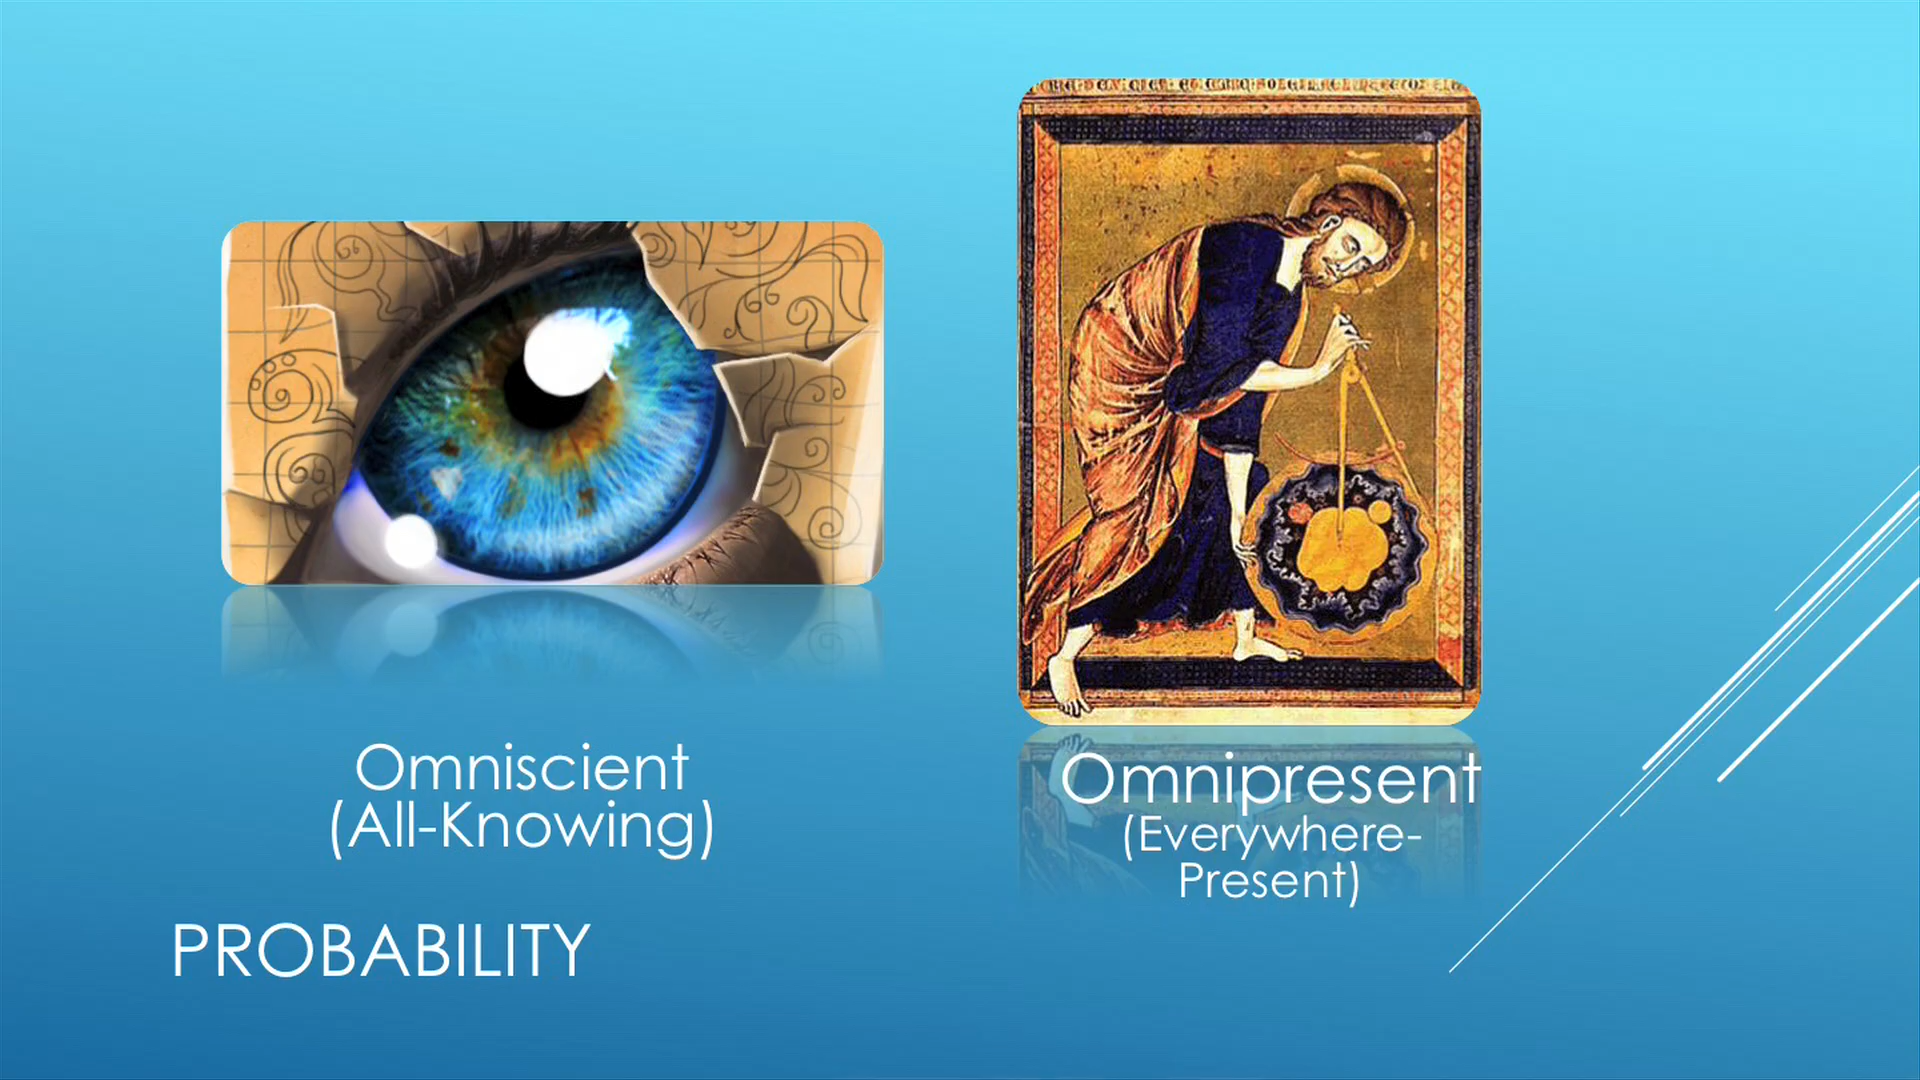 Omniscient
(All-Knowing)
Omnipresent
(Everywhere-
Present)
PROBABILITY